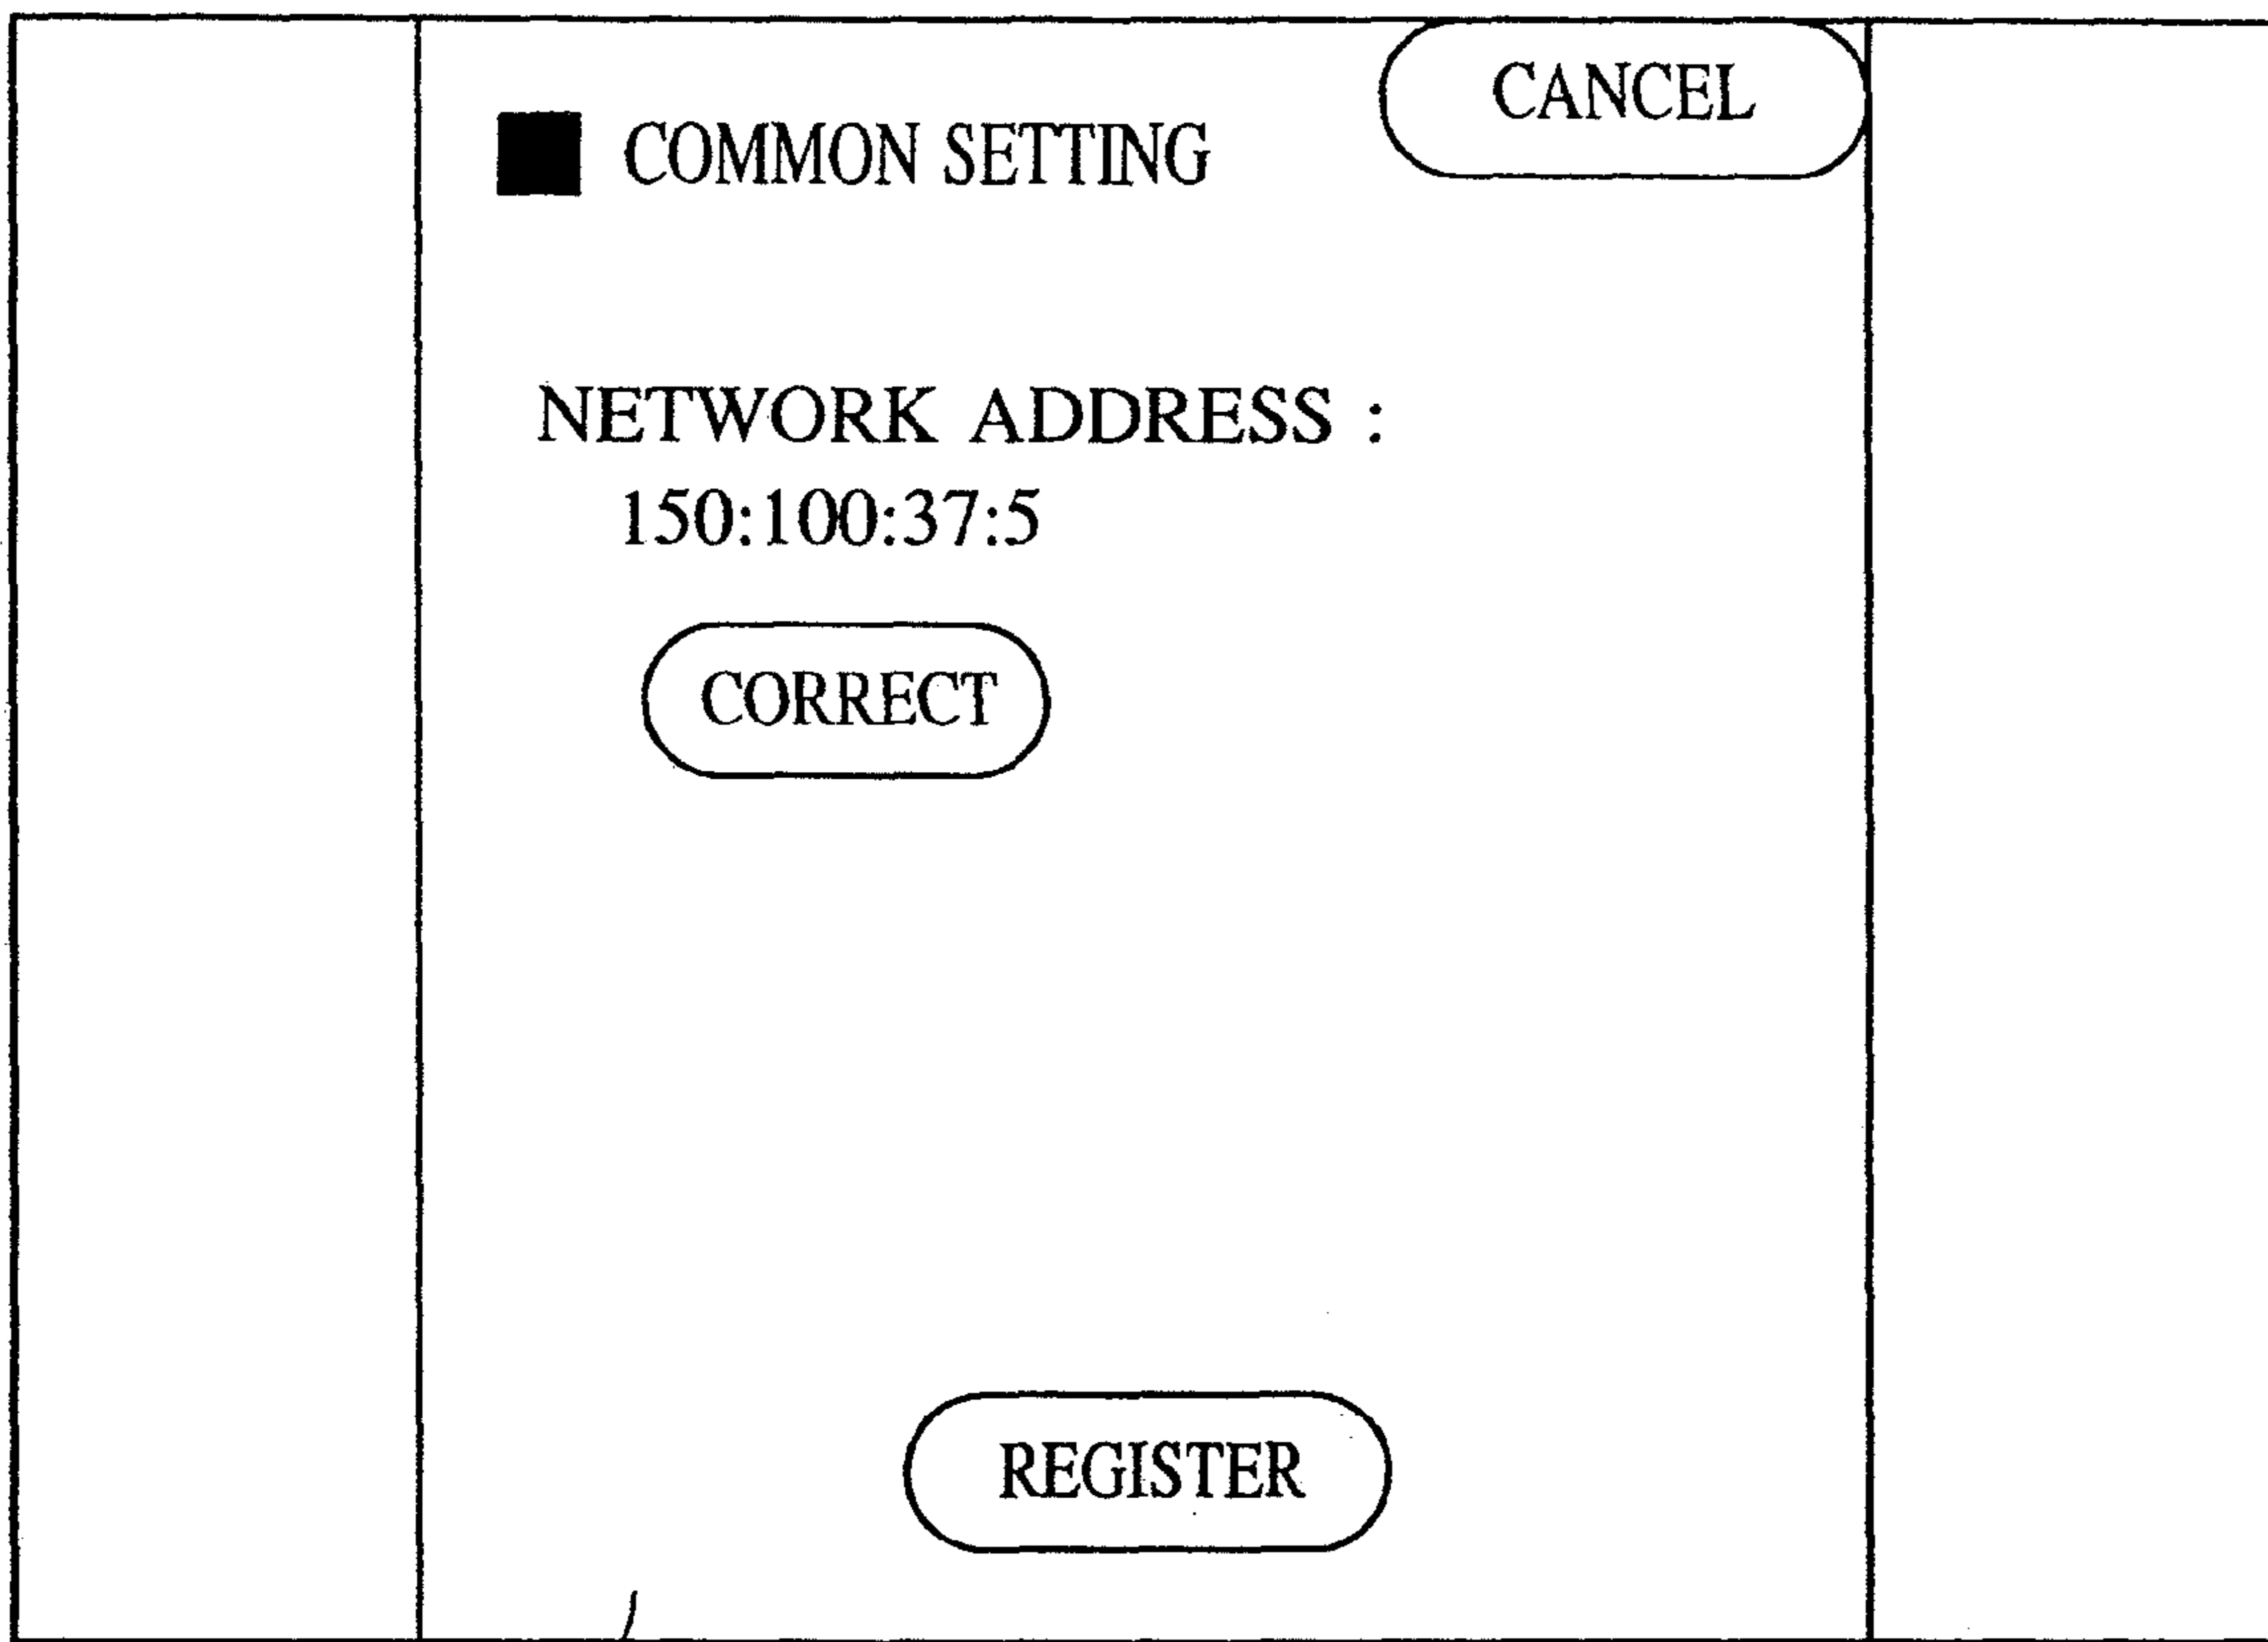 CANCEL
COMMON SETTING
NETWORK ADDRESS :
150:100:37:5
CORRECT
REGISTER